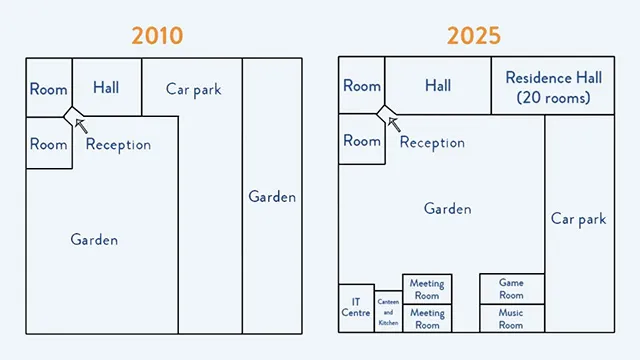 2010
Room
Hall
Car park
Room
Reception
Garden
Garden
2025
Room
Hall
Residence Hall
(20 rooms)
Room
Reception
Garden
Car park
IT
Centre
Canteen
and
Kitchen
Meeting
Room
Meeting
Room
Game
Room
Music
Room